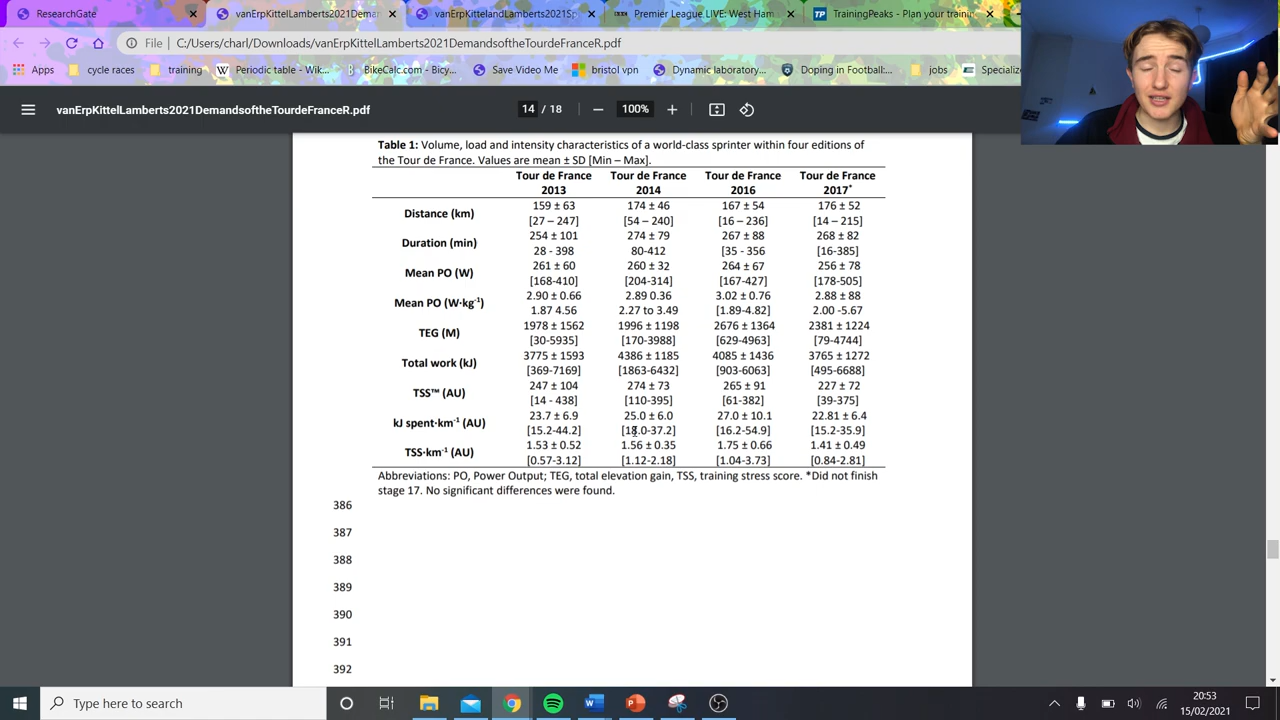 ResearchGate
vanErpKittelLamberts2021Demar
vanErpKittelandLamberts2021Sp
Premier League LIVE: West Ham
TrainingPeaks - Plan your trainin
File
C:/Users/charl/Downloads/vanErpKittelLamberts2021DemandsoftheTourdeFranceR.pdf
Apps
cycle races
training
Periodic table - Wik...
BikeCalc.com - Bicy...
Save Video Me
bristol vpn
Dynamic laboratory...
Doping in Football:...
jobs
Specialize
vanErpKittelLamberts2021DemandsoftheTourdeFranceR.pdf
14 / 18
100%
Table 1: Volume, load and intensity characteristics of a world-class sprinter within four editions of
the Tour de France. Values are mean ± SD [Min – Max].
Tour de France 2013
Tour de France 2014
Tour de France 2016
Tour de France 2017*
Distance (km)
159 ± 63
174 ± 46
167 ± 54
176 ± 52
[27 – 247]
[54 – 240]
[16 – 236]
[14 – 215]
Duration (min)
254 ± 101
274 ± 79
267 ± 88
268 ± 82
28 - 398
80-412
[35 - 356
[16-385]
Mean PO (W)
261 ± 60
260 ± 32
264 ± 67
256 ± 78
[168-410]
[204-314]
[167-427]
[178-505]
Mean PO (W·kg-1)
2.90 ± 0.66
2.89 0.36
3.02 ± 0.76
2.88 ± 88
1.87 4.56
2.27 to 3.49
[1.89-4.82]
2.00 -5.67
TEG (M)
1978 ± 1562
1996 ± 1198
2676 ± 1364
2381 ± 1224
[30-5935]
[170-3988]
[629-4963]
[79-4744]
Total work (kJ)
3775 ± 1593
4386 ± 1185
4085 ± 1436
3765 ± 1272
[369-7169]
[1863-6432]
[903-6063]
[495-6688]
TSS™ (AU)
247 ± 104
274 ± 73
265 ± 91
227 ± 72
[14 - 438]
[110-395]
[61-382]
[39-375]
kJ spent·km-1 (AU)
23.7 ± 6.9
25.0 ± 6.0
27.0 ± 10.1
22.81 ± 6.4
[15.2-44.2]
[16.2-54.9]
[15.2-35.9]
TSS·km-1 (AU)
1.53 ± 0.52
1.56 ± 0.35
1.75 ± 0.66
1.41 ± 0.49
[0.57-3.12]
[1.12-2.18]
[1.04-3.73]
[0.84-2.81]
Abbreviations: PO, Power Output; TEG, total elevation gain, TSS, training stress score. *Did not finish
stage 17. No significant differences were found.
386
387
388
389
390
391
392
Type here to search
20:53
15/02/2021